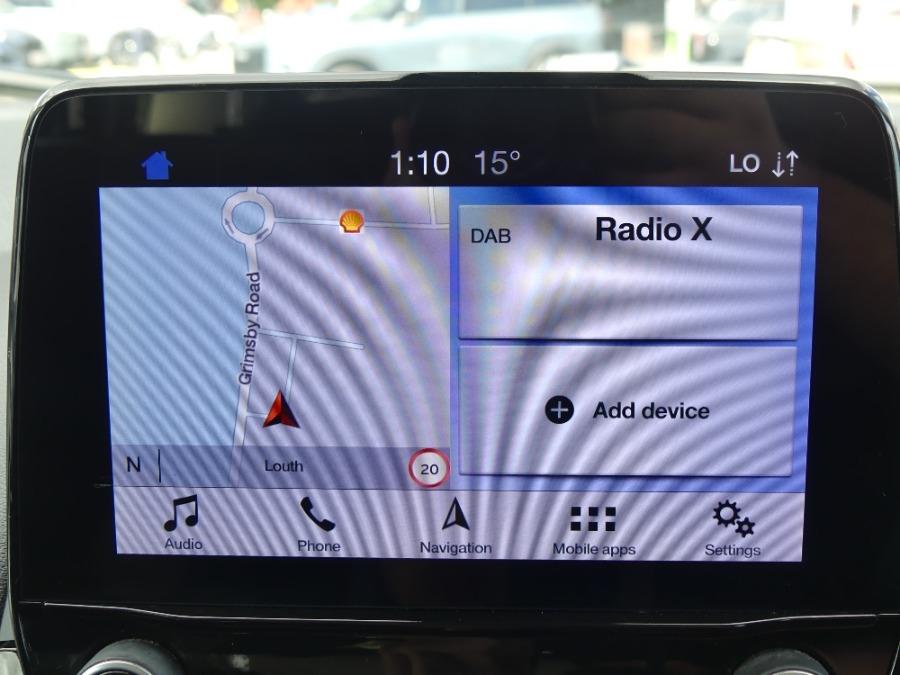 1:10 15° LO
Grimsby Road
N Louth 20
DAB Radio X
Add device
Audio Phone Navigation Mobile apps Settings